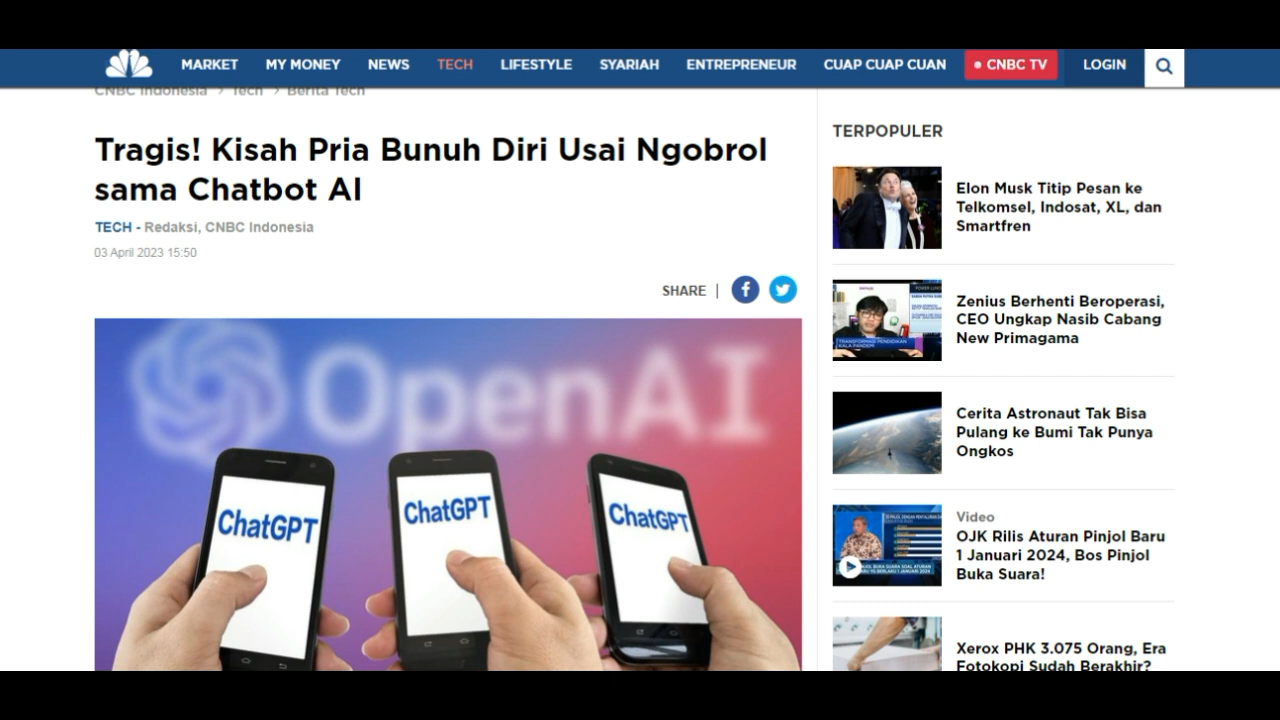 MARKET MY MONEY NEWS TECH LIFESTYLE SYARIAH ENTREPRENEUR CUAP CUAP CUAN CNBC TV LOGIN
CNBC Indonesia > Tech > Berita Tech
Tragis! Kisah Pria Bunuh Diri Usai Ngobrol
sama Chatbot AI
TECH - Redaksi, CNBC Indonesia
03 April 2023 15:50
SHARE |
OpenAI
ChatGPT
ChatGPT
ChatGPT
TERPOPULER
Elon Musk Titip Pesan ke
Telkomsel, Indosat, XL, dan
Smartfren
Zenius Berhenti Beroperasi,
CEO Ungkap Nasib Cabang
New Primagama
Cerita Astronaut Tak Bisa
Pulang ke Bumi Tak Punya
Ongkos
Video
OJK Rilis Aturan Pinjol Baru
1 Januari 2024, Bos Pinjol
Buka Suara!
Xerox PHK 3.075 Orang, Era
Fotokopi Sudah Berakhir?